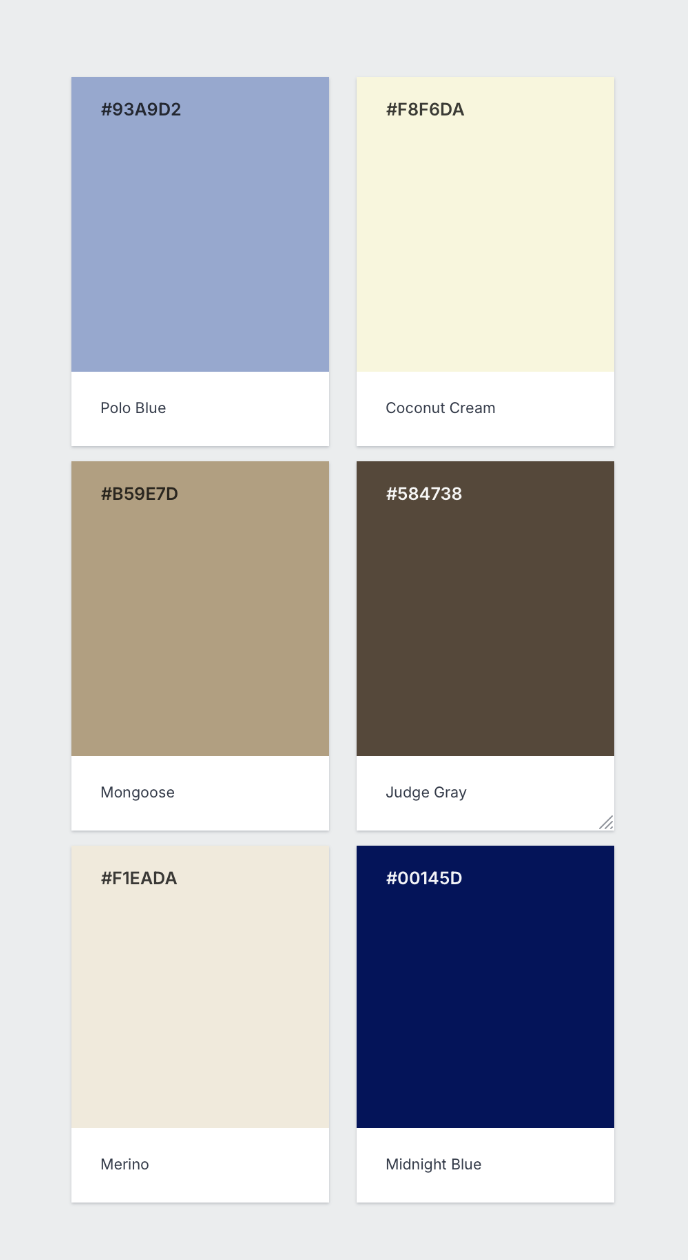 #93A9D2
#F8F6DA
Polo Blue
Coconut Cream
#B59E7D
#584738
Mongoose
Judge Gray
#F1EADA
#00145D
Merino
Midnight Blue